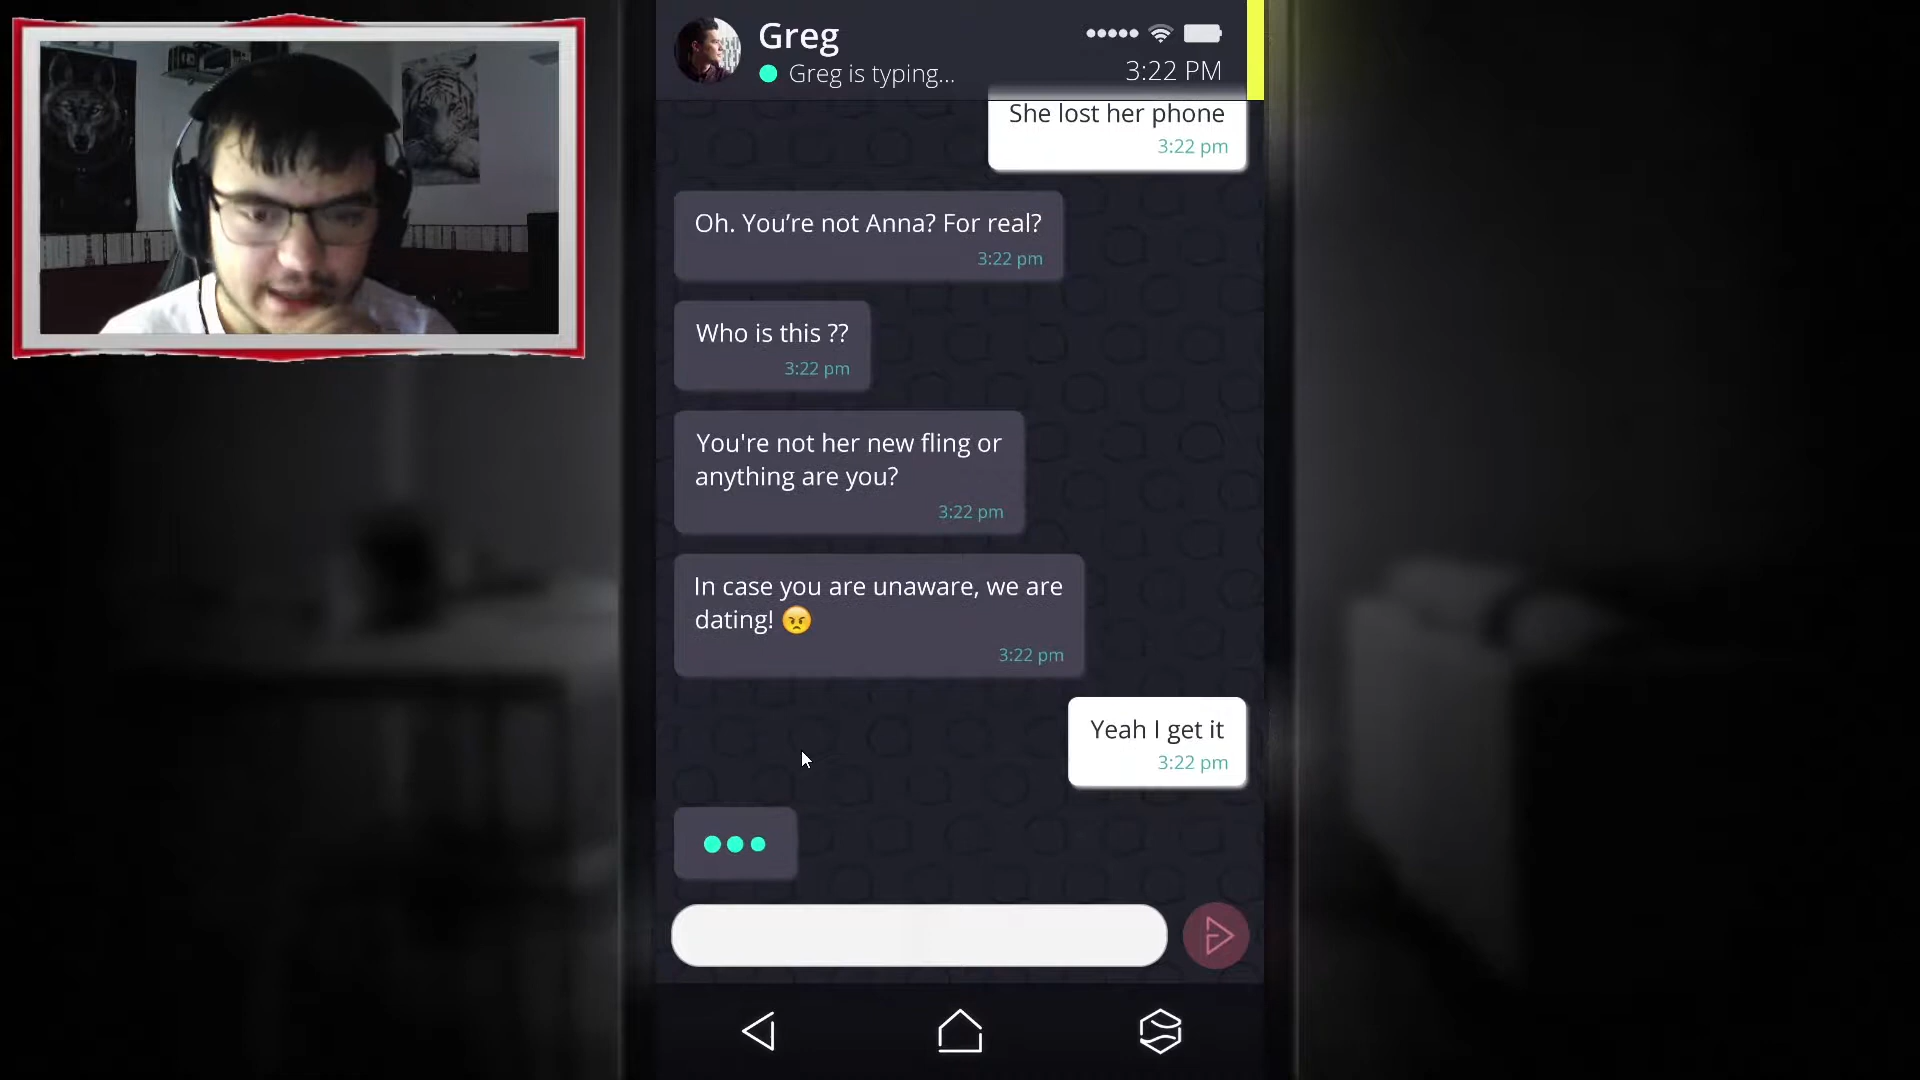 Greg
Greg is typing...
3:22 PM
She lost her phone
3:22 pm
Oh. You’re not Anna? For real?
3:22 pm
Who is this ??
3:22 pm
You're not her new fling or
anything are you?
3:22 pm
In case you are unaware, we are
dating! 😠
3:22 pm
Yeah I get it
3:22 pm